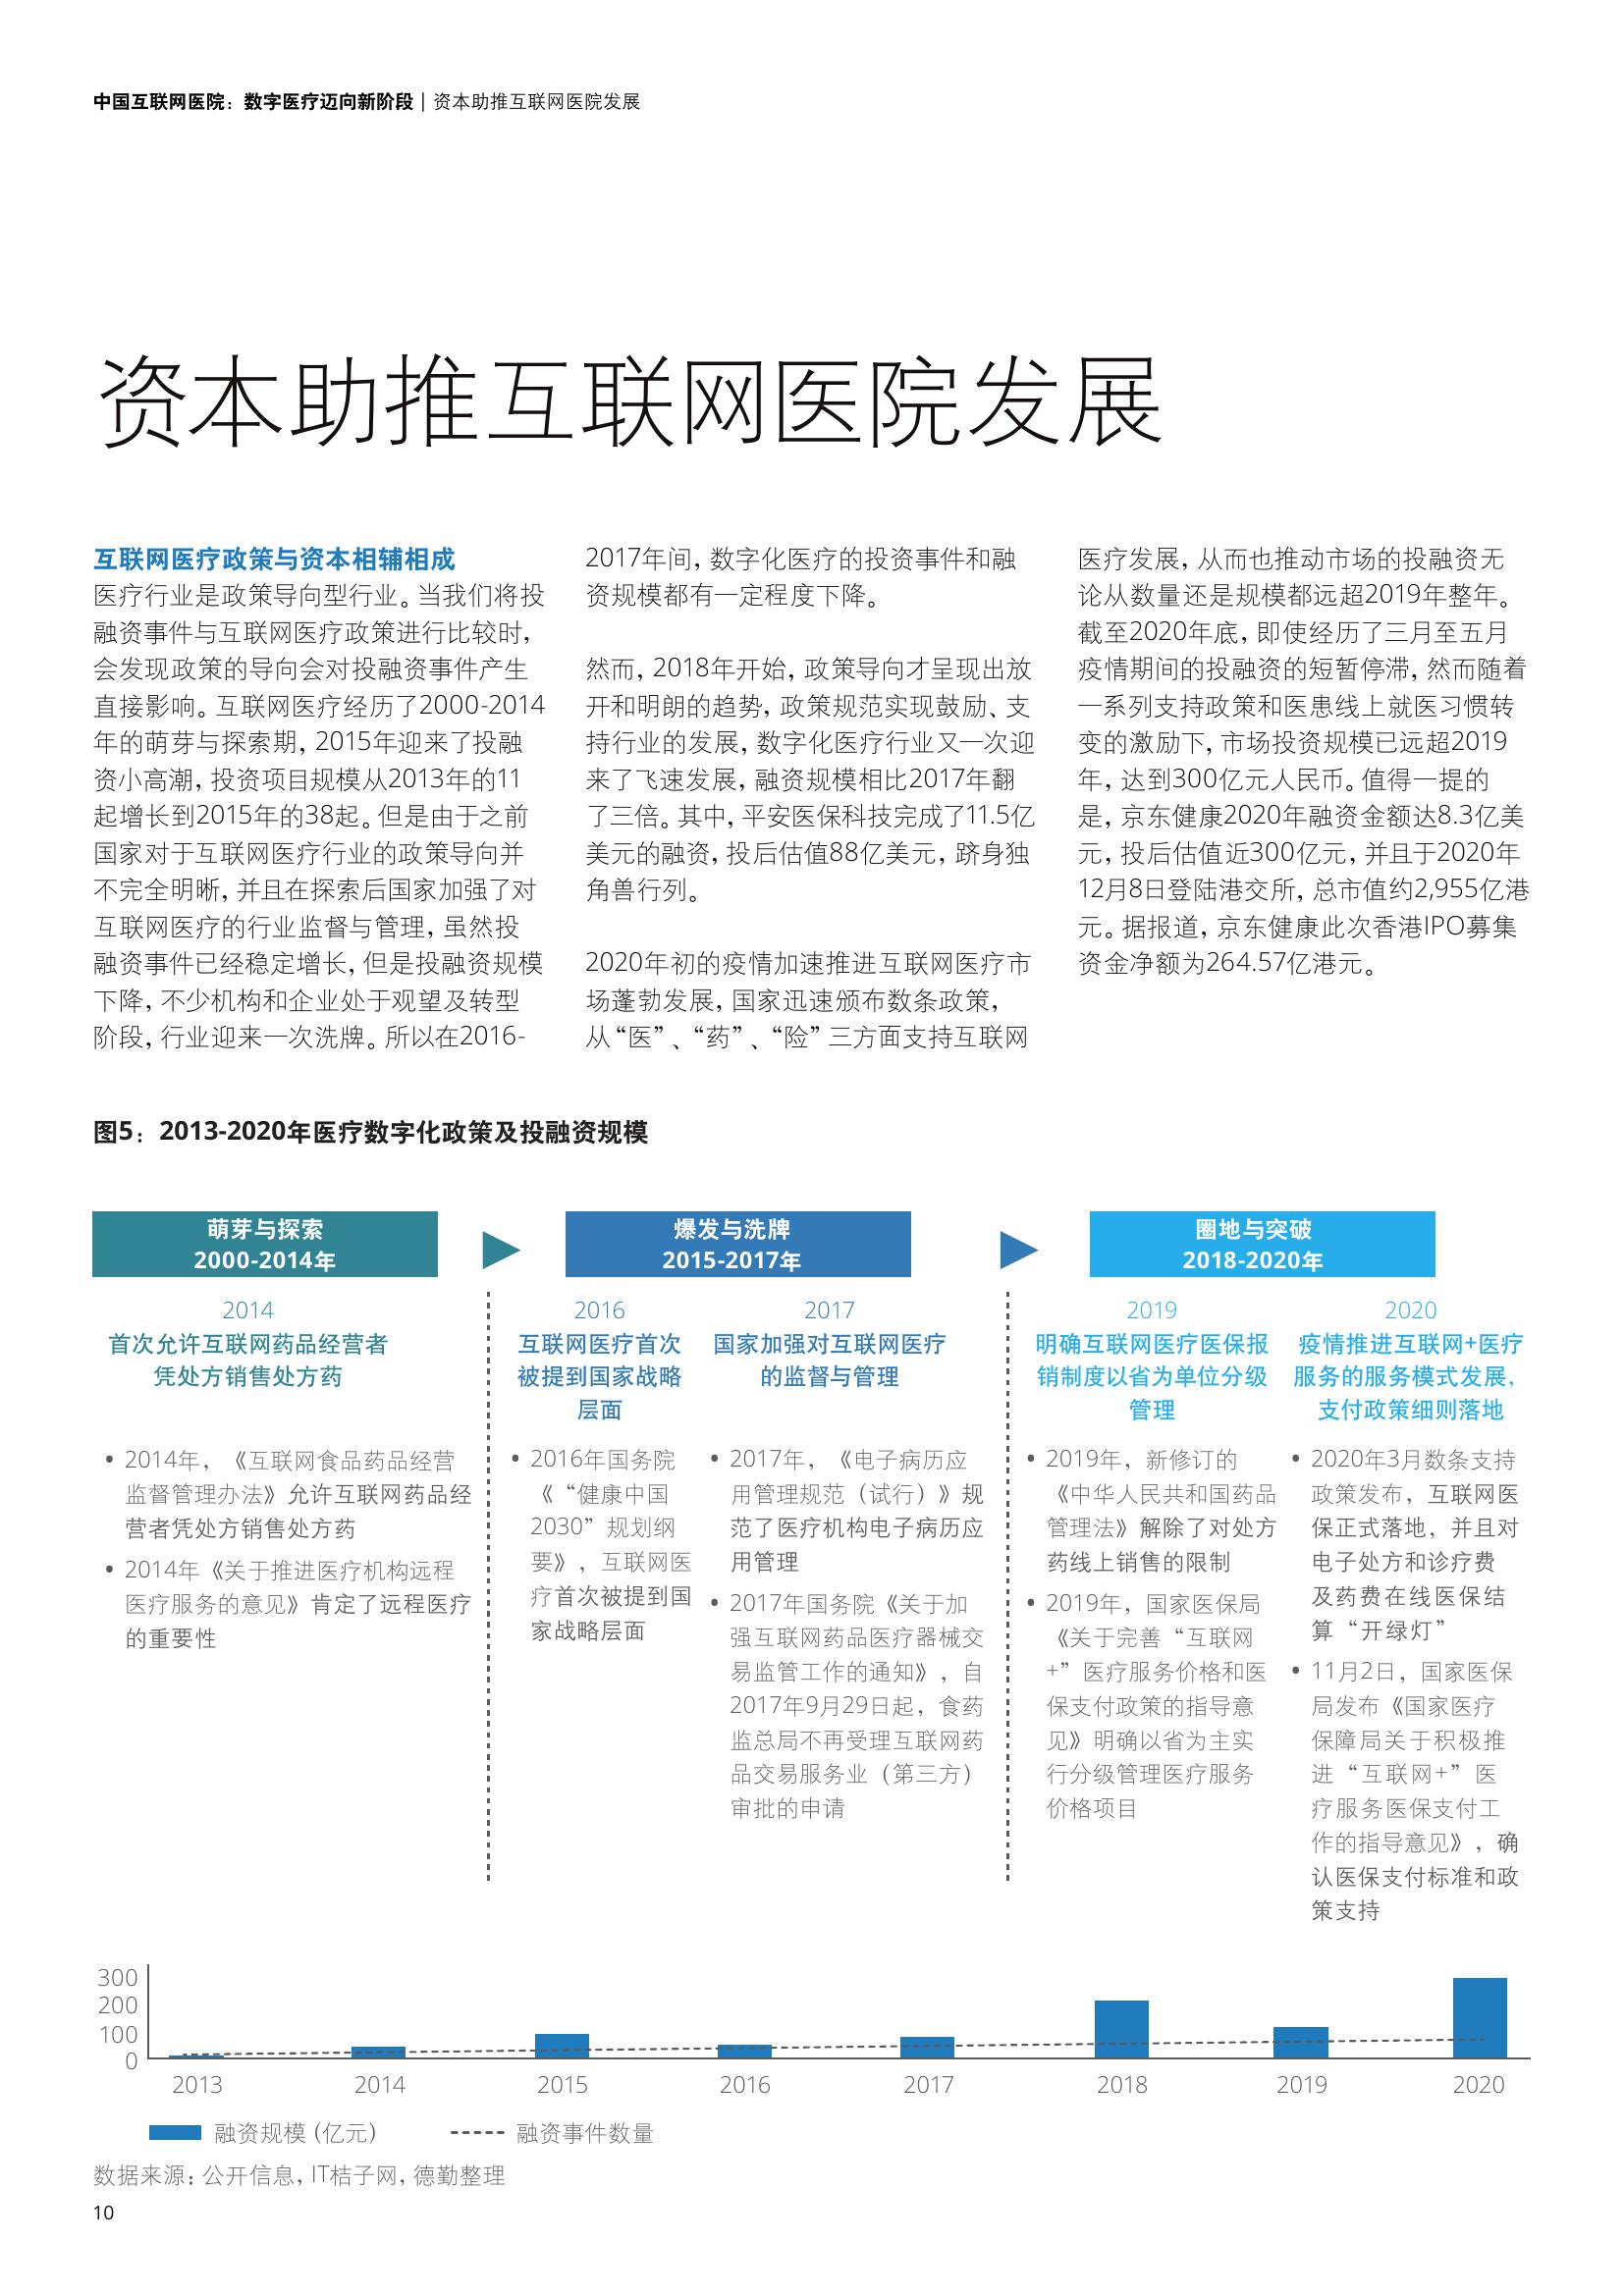 中国互联网医院：数字医疗迈向新阶段 | 资本助推互联网医院发展
资本助推互联网医院发展
互联网医疗政策与资本相辅相成
医疗行业是政策导向型行业。当我们将投
融资事件与互联网医疗政策进行比较时，
会发现政策的导向会对投融资事件产生
直接影响。互联网医疗经历了2000-2014
年的萌芽与探索期，2015年迎来了投融
资小高潮，投资项目规模从2013年的11
起增长到2015年的38起。但是由于之前
国家对于互联网医疗行业的政策导向并
不完全明晰，并且在探索后国家加强了对
互联网医疗的行业监督与管理，虽然投
融资事件已经稳定增长，但是投融资规模
下降，不少机构和企业处于观望及转型
阶段，行业迎来一次洗牌。所以在2016-
2017年间，数字化医疗的投资事件和融
资规模都有一定程度下降。
然而，2018年开始，政策导向才呈现出放
开和明朗的趋势，政策规范实现鼓励、支
持行业的发展，数字化医疗行业又一次迎
来了飞速发展，融资规模相比2017年翻
了三倍。其中，平安医保科技完成了11.5亿
美元的融资，投后估值88亿美元，跻身独
角兽行列。
2020年初的疫情加速推进互联网医疗市
场蓬勃发展，国家迅速颁布数条政策，
从“医”、“药”、“险”三方面支持互联网
医疗发展，从而也推动市场的投融资无
论从数量还是规模都远超2019年整年。
截至2020年底，即使经历了三月至五月
疫情期间的投融资的短暂停滞，然而随着
一系列支持政策和医患线上就医习惯转
变的激励下，市场投资规模已远超2019
年，达到300亿元人民币。值得一提的
是，京东健康2020年融资金额达8.3亿美
元，投后估值近300亿元，并且于2020年
12月8日登陆港交所，总市值约2,955亿港
元。据报道，京东健康此次香港IPO募集
资金净额为264.57亿港元。
图5：2013-2020年医疗数字化政策及投融资规模
萌芽与探索
2000-2014年
爆发与洗牌
2015-2017年
圈地与突破
2018-2020年
2014
首次允许互联网药品经营者
凭处方销售处方药
• 2014年，《互联网食品药品经营
监督管理办法》允许互联网药品经
营者凭处方销售处方药
• 2014年《关于推进医疗机构远程
医疗服务的意见》肯定了远程医疗
的重要性
2016
互联网医疗首次
被提到国家战略
层面
• 2016年国务院
《“健康中国
2030”规划纲
要》，互联网医
疗首次被提到国
家战略层面
2017
国家加强对互联网医疗
的监督与管理
• 2017年，《电子病历应
用管理规范（试行）》规
范了医疗机构电子病历应
用管理
• 2017年国务院《关于加
强互联网药品医疗器械交
易监管工作的通知》，自
2017年9月29日起，食药
监总局不再受理互联网药
品交易服务业（第三方）
审批的申请
2019
明确互联网医疗医保报
销制度以省为单位分级
管理
• 2019年，新修订的
《中华人民共和国药品
管理法》解除了对处方
药线上销售的限制
• 2019年，国家医保局
《关于完善“互联网
+”医疗服务价格和医
保支付政策的指导意
见》明确以省为主实
行分级管理医疗服务
价格项目
2020
疫情推进互联网+医疗
服务的服务模式发展，
支付政策细则落地
• 2020年3月数条支持
政策发布，互联网医
保正式落地，并且对
电子处方和诊疗费
及药费在线医保结
算“开绿灯”
• 11月2日，国家医保
局发布《国家医疗
保障局关于积极推
进“互联网+”医
疗服务医保支付工
作的指导意见》，确
认医保支付标准和政
策支持
300
200
100
0
2013 2014 2015 2016 2017 2018 2019 2020
融资规模 (亿元) 融资事件数量
数据来源：公开信息，IT桔子网，德勤整理
10